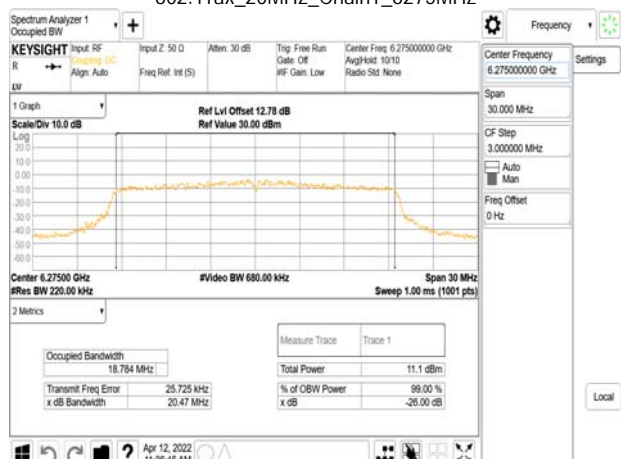 802.11ax_20MHz_Chain1_6275MHz
Spectrum Analyzer 1
Occupied BW
+
Frequency
KEYSIGHT
Input: RF
Coupling: DC
Align: Auto
Input Z: 50 Ω
Freq Ref: Int (S)
Atten: 30 dB
Trig: Free Run
Gate: Off
#IF Gain: Low
Center Freq: 6.275000000 GHz
Avg|Hold: 10/10
Radio Std: None
R
LM
Center Frequency
6.275000000 GHz
Settings
Span
30.000 MHz
CF Step
3.000000 MHz
Auto
Man
Freq Offset
0 Hz
Local
1 Graph
Scale/Div 10.0 dB
Ref Lvl Offset 12.78 dB
Ref Value 30.00 dBm
Log
20.0
10.0
0.00
-10.0
-20.0
-30.0
-40.0
-50.0
-60.0
Center 6.27500 GHz
#Video BW 680.00 kHz
Span 30 MHz
#Res BW 220.00 kHz
Sweep 1.00 ms (1001 pts)
2 Metrics
Measure Trace
Trace 1
Occupied Bandwidth
18.784 MHz
Total Power
11.1 dBm
Transmit Freq Error
25.725 kHz
% of OBW Power
99.00 %
x dB Bandwidth
20.47 MHz
x dB
-26.00 dB
?
Apr 12, 2022